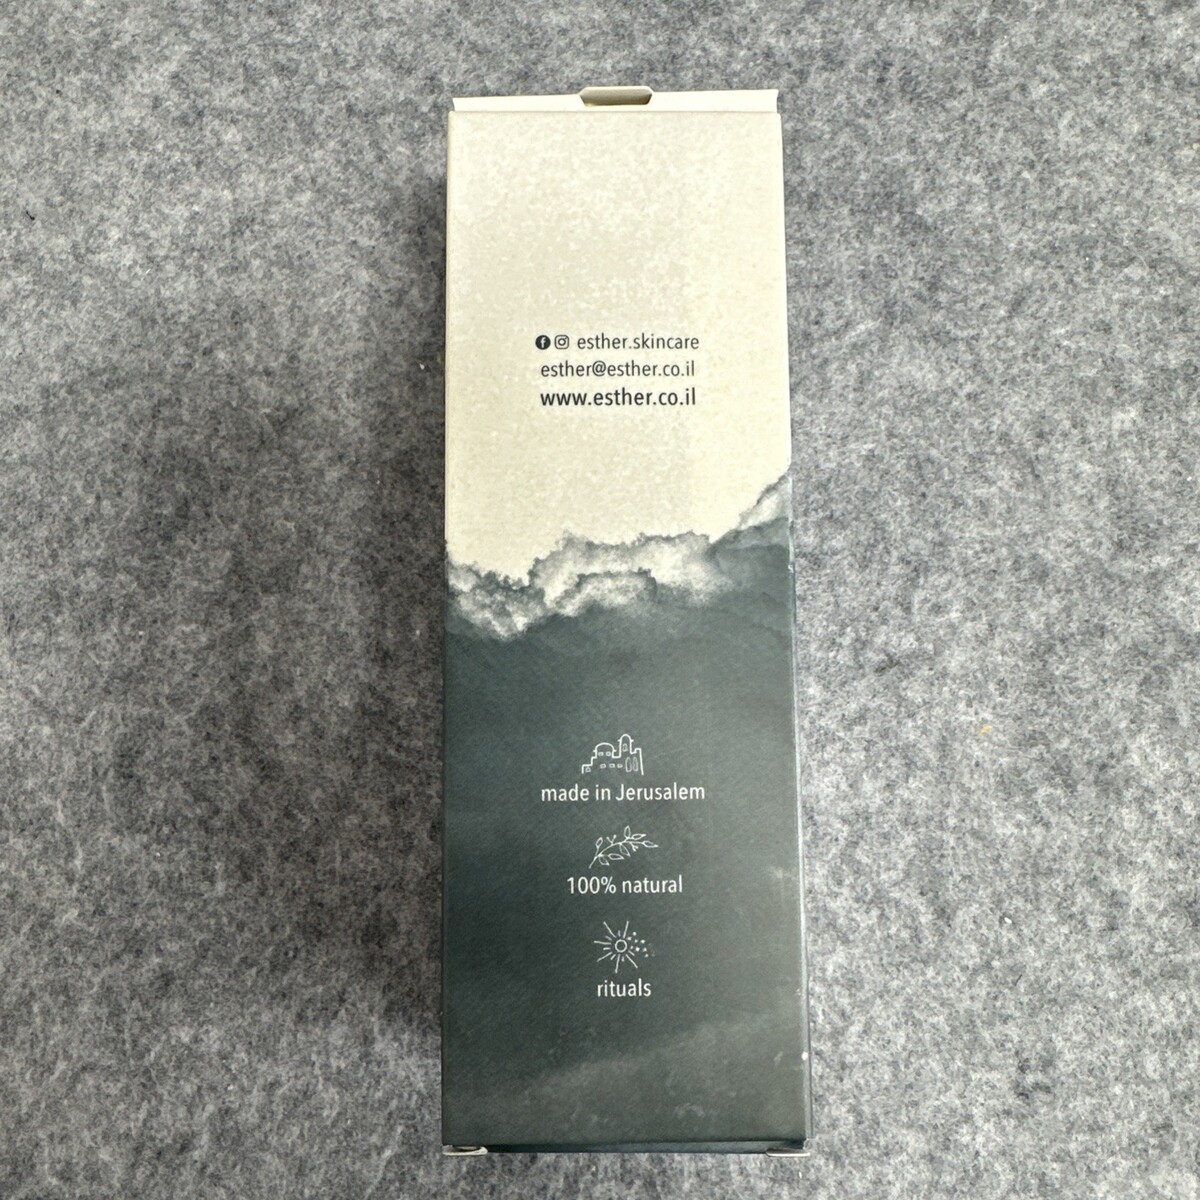 esther.skincare
esther@esther.co.il
www.esther.co.il
made in Jerusalem
100% natural
rituals